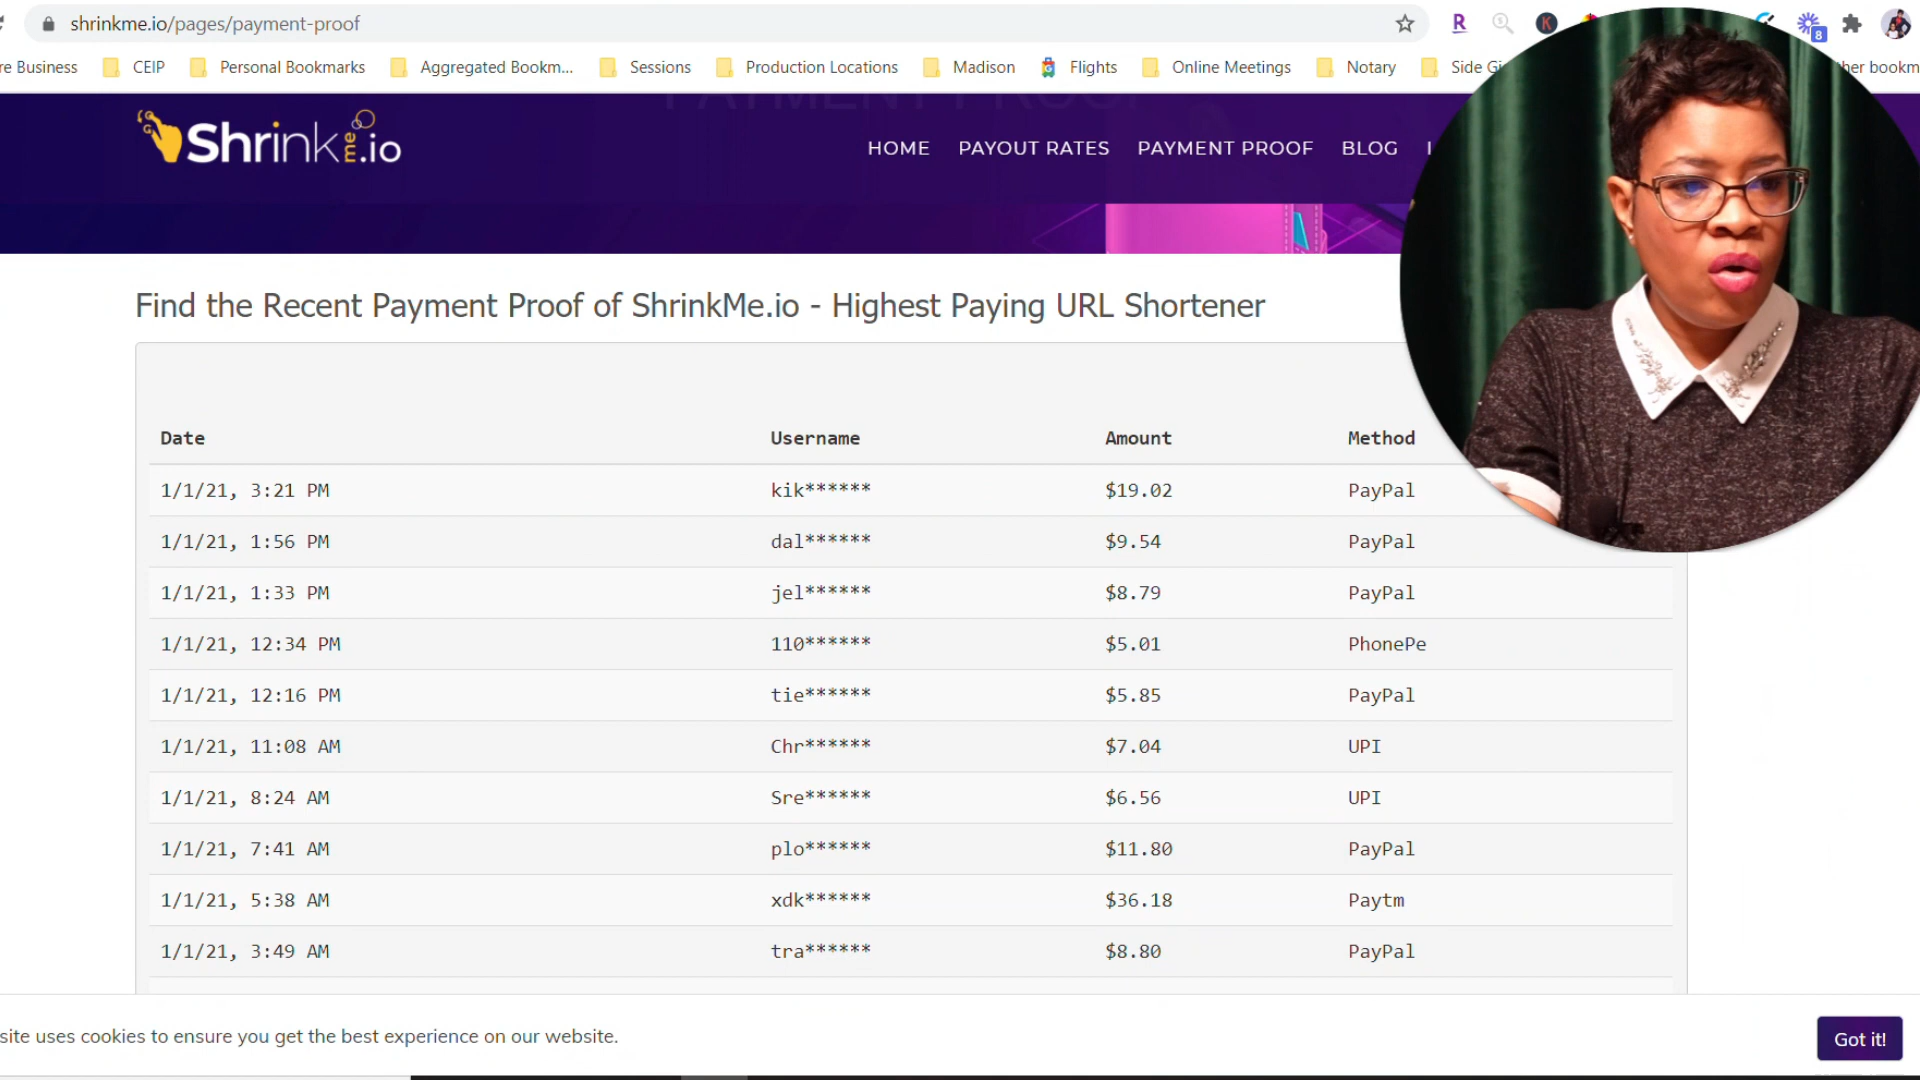 shrinkme.io/pages/payment-proof
R K 8
re Business CEIP Personal Bookmarks Aggregated Bookm... Sessions Production Locations Madison Flights Online Meetings Notary Side Gi her bookm
PAYMENT PROOF
Shrinkme.io
HOME PAYOUT RATES PAYMENT PROOF BLOG
Find the Recent Payment Proof of ShrinkMe.io - Highest Paying URL Shortener
Date Username Amount Method
1/1/21, 3:21 PM kik****** $19.02 PayPal
1/1/21, 1:56 PM dal****** $9.54 PayPal
1/1/21, 1:33 PM jel****** $8.79 PayPal
1/1/21, 12:34 PM 110****** $5.01 PhonePe
1/1/21, 12:16 PM tie****** $5.85 PayPal
1/1/21, 11:08 AM Chr****** $7.04 UPI
1/1/21, 8:24 AM Sre****** $6.56 UPI
1/1/21, 7:41 AM plo****** $11.80 PayPal
1/1/21, 5:38 AM xdk****** $36.18 Paytm
1/1/21, 3:49 AM tra****** $8.80 PayPal
site uses cookies to ensure you get the best experience on our website.
Got it!